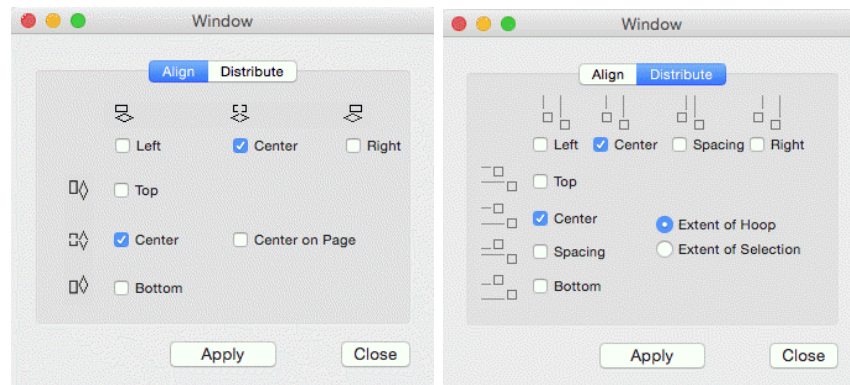 Window
Align Distribute
Left Center Right
Top
Center Center on Page
Bottom
Apply Close
Window
Align Distribute
Left Center Spacing Right
Top
Center Extent of Hoop
Spacing Extent of Selection
Bottom
Apply Close